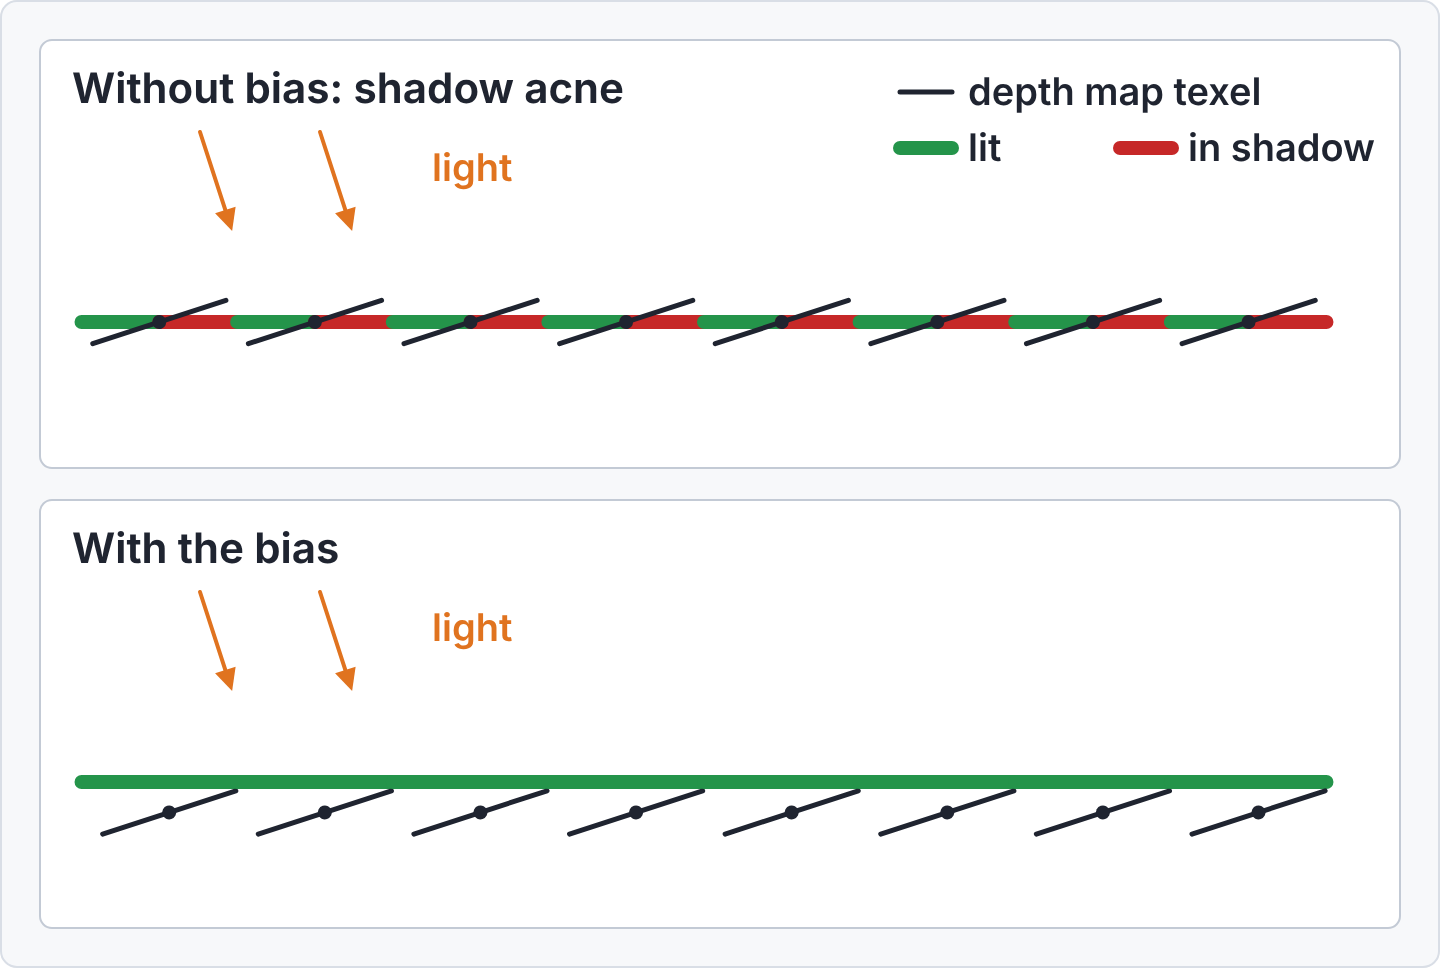 Without bias: shadow acne
depth map texel
lit
in shadow
light
With the bias
light